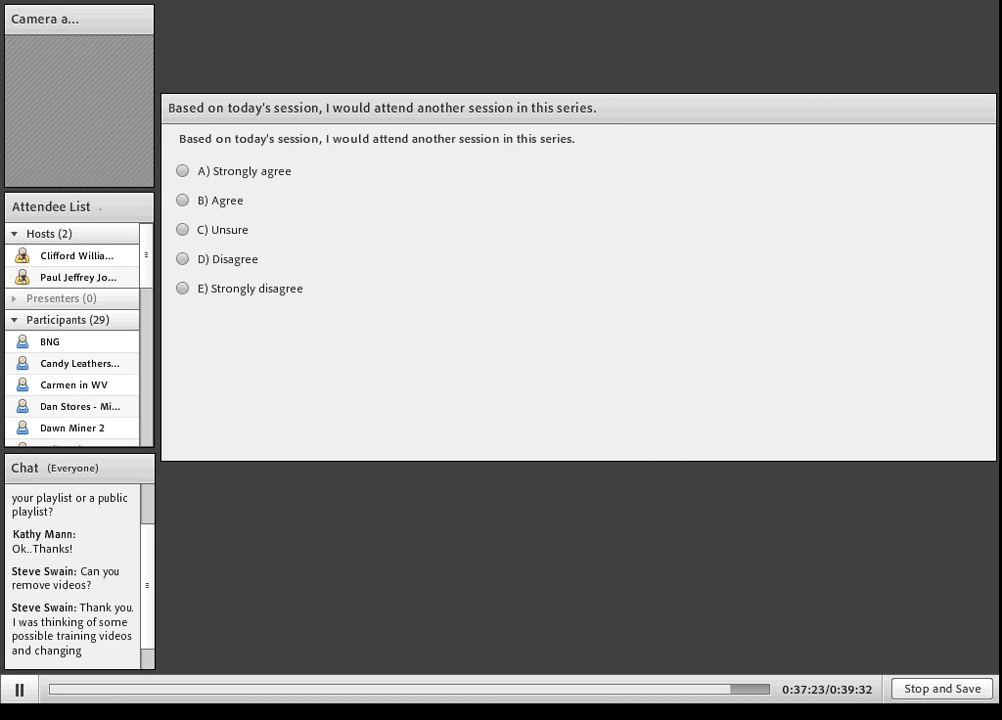 Camera a...
Based on today's session, I would attend another session in this series.
Based on today's session, I would attend another session in this series.
A) Strongly agree
B) Agree
C) Unsure
D) Disagree
E) Strongly disagree
Attendee List
Hosts (2)
Clifford Willia...
Paul Jeffrey Jo...
Presenters (0)
Participants (29)
BNG
Candy Leathers...
Carmen in WV
Dan Stores - Mi...
Dawn Miner 2
Chat (Everyone)
your playlist or a public
playlist?
Kathy Mann:
Ok..Thanks!
Steve Swain: Can you
remove videos?
Steve Swain: Thank you.
I was thinking of some
possible training videos
and changing
0:37:23/0:39:32
Stop and Save